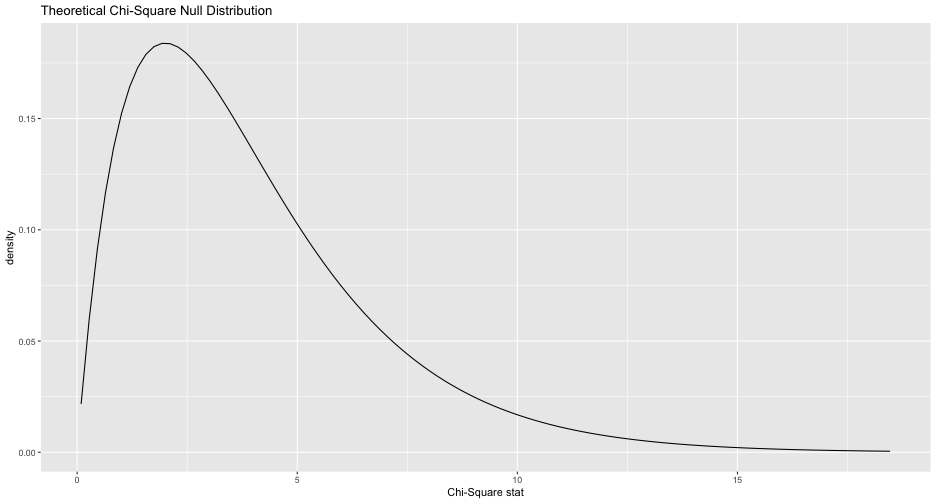 Theoretical Chi-Square Null Distribution
0.15
0.10
0.05
0.00
density
0 5 10 15
Chi-Square stat